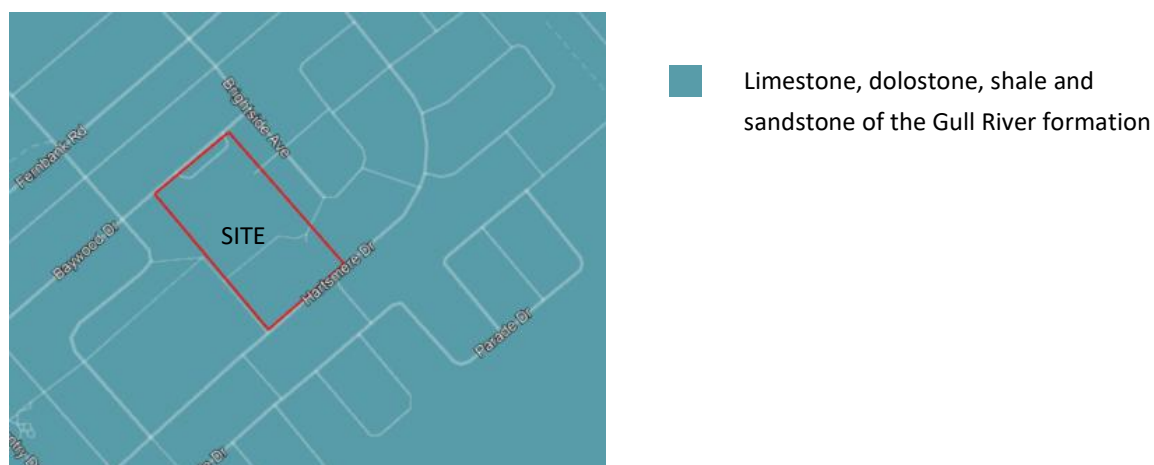 Brightside Ave
Fernbank Rd
SITE
Baywood Dr
Hartsmere Dr
Parade Dr
Dr
Limestone, dolostone, shale and
sandstone of the Gull River formation